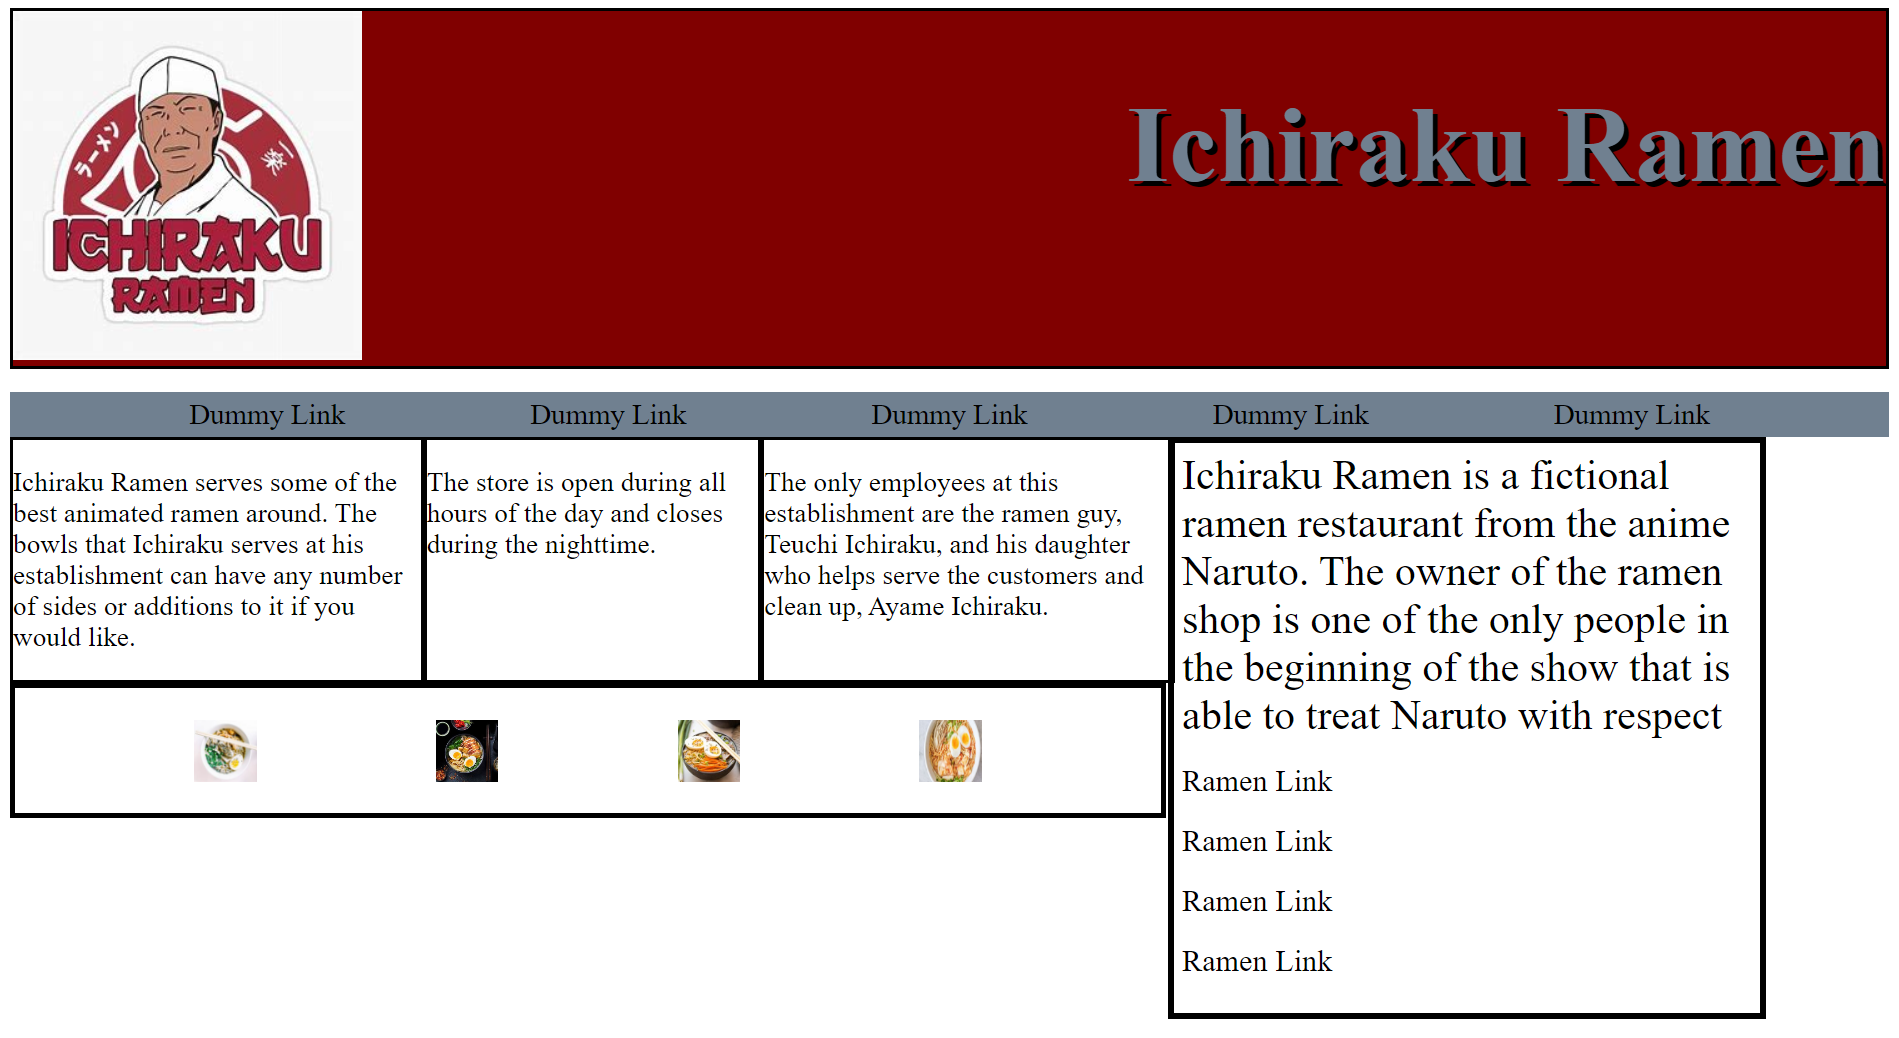 ラーメン
一楽
ICHIRAKU
RAMEN
Ichiraku Ramen
Dummy Link Dummy Link Dummy Link Dummy Link Dummy Link
Ichiraku Ramen serves some of the
best animated ramen around. The
bowls that Ichiraku serves at his
establishment can have any number
of sides or additions to it if you
would like.
The store is open during all
hours of the day and closes
during the nighttime.
The only employees at this
establishment are the ramen guy,
Teuchi Ichiraku, and his daughter
who helps serve the customers and
clean up, Ayame Ichiraku.
Ichiraku Ramen is a fictional
ramen restaurant from the anime
Naruto. The owner of the ramen
shop is one of the only people in
the beginning of the show that is
able to treat Naruto with respect
Ramen Link
Ramen Link
Ramen Link
Ramen Link